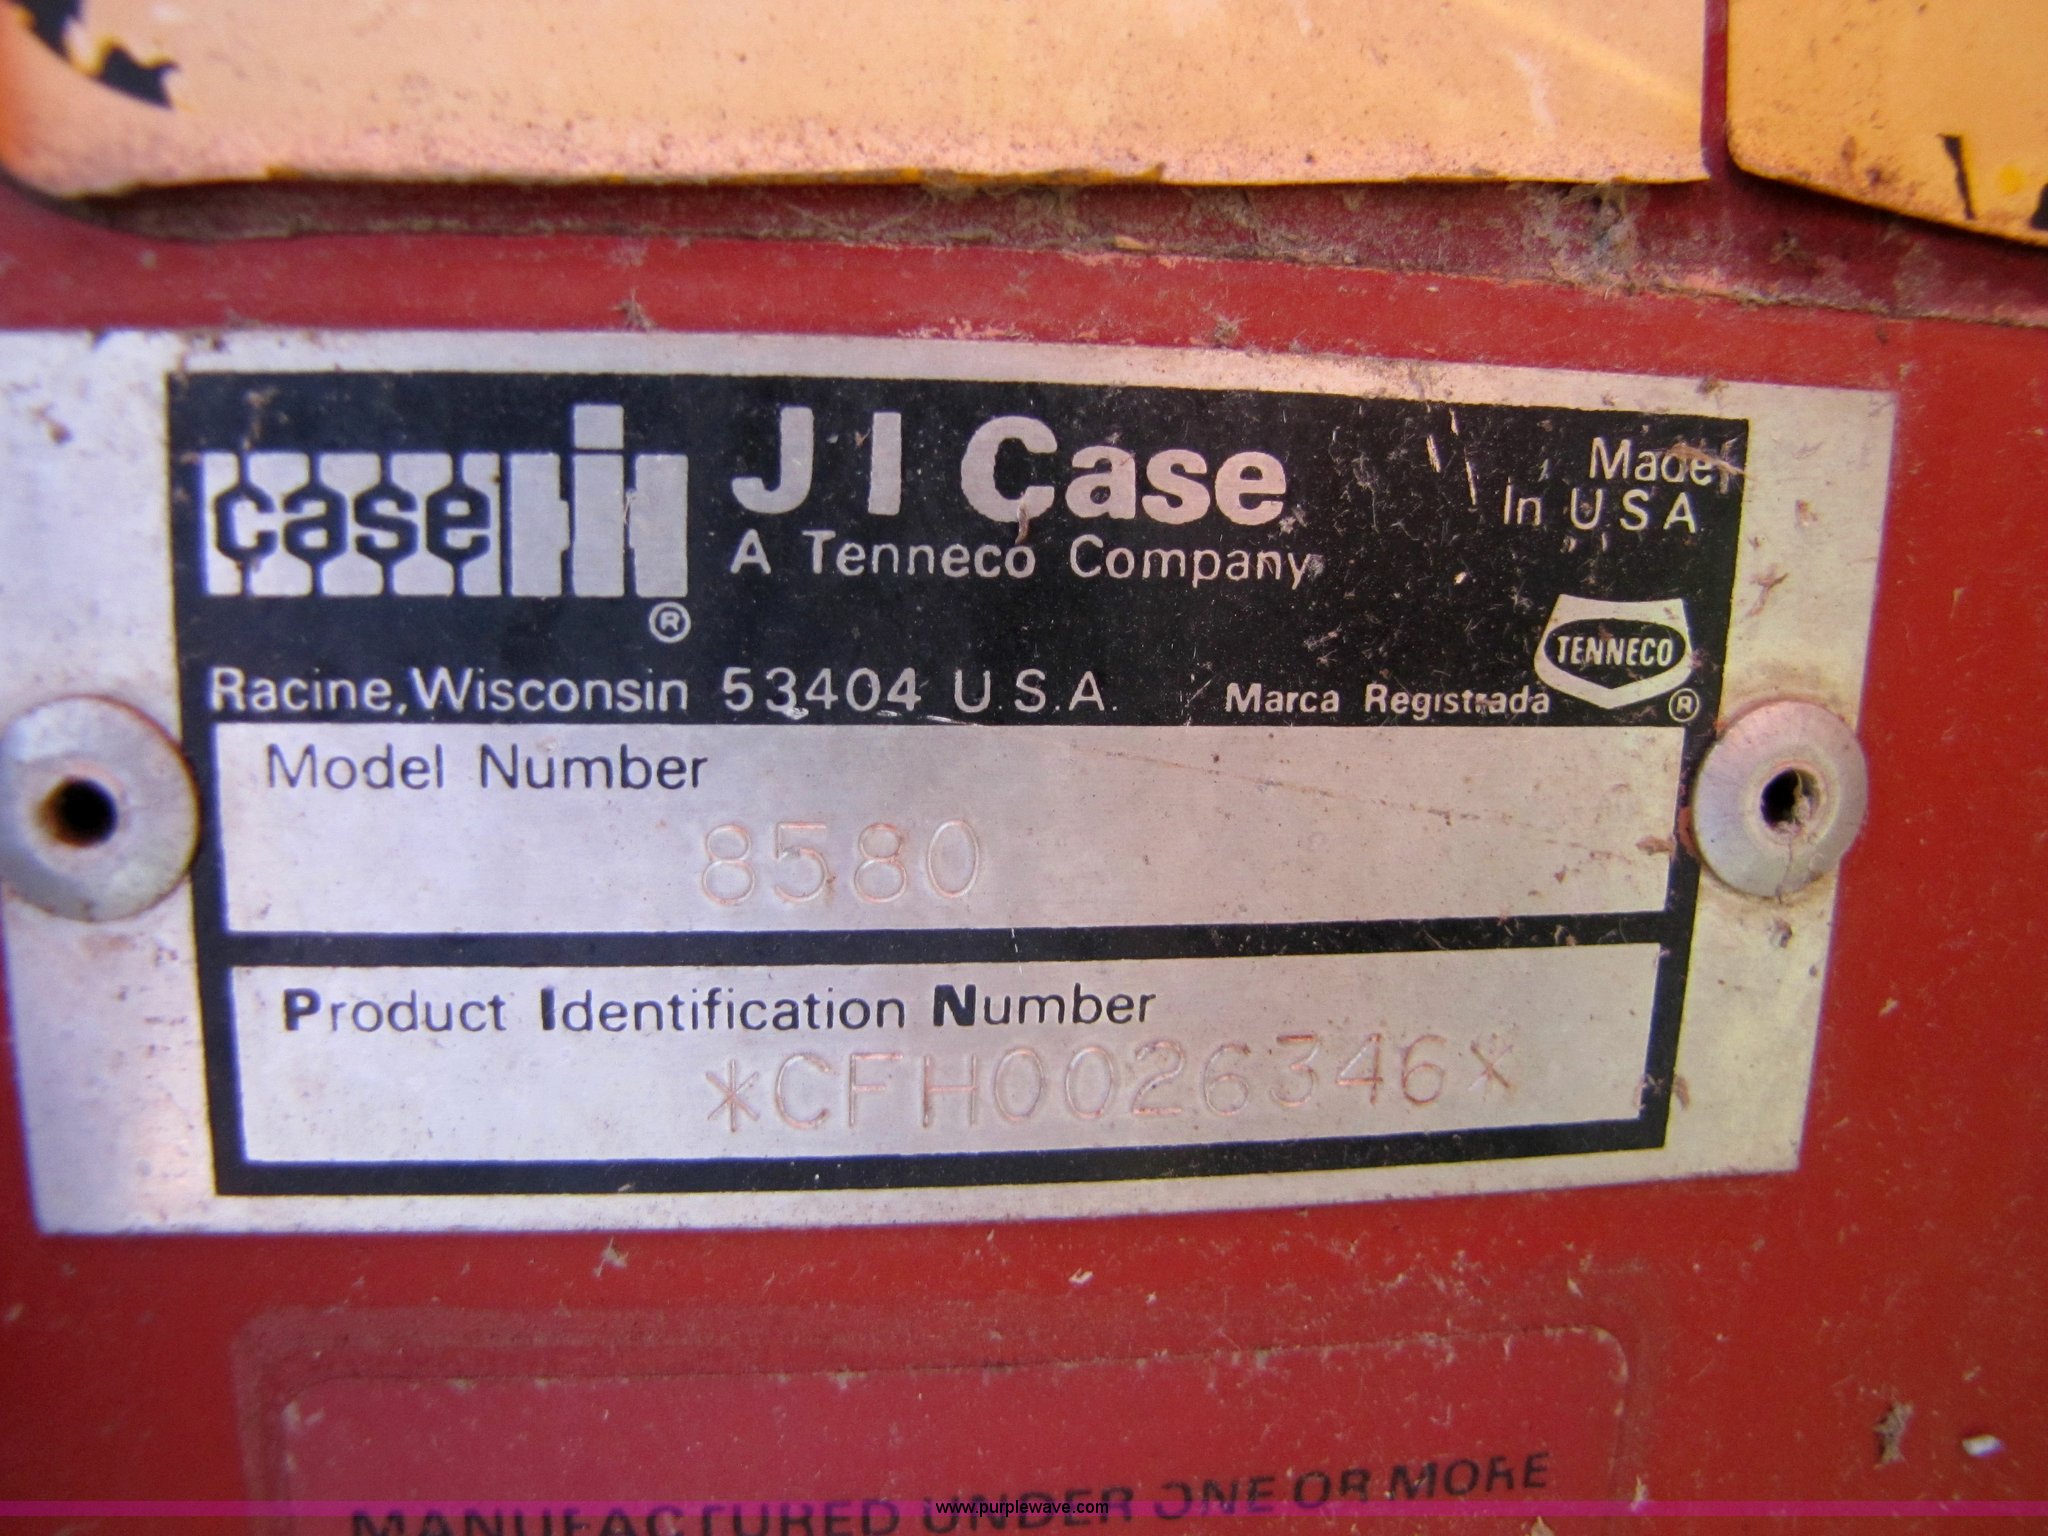 case IH ®
J I Case
A Tenneco Company
Made
In U S A
Racine, Wisconsin 53404 U.S.A.
Marca Registrada
TENNECO ®
Model Number
8580
Product Identification Number
*CFH0026346*
MANUFACTURED UNDER ONE OR MORE
www.purplewave.com